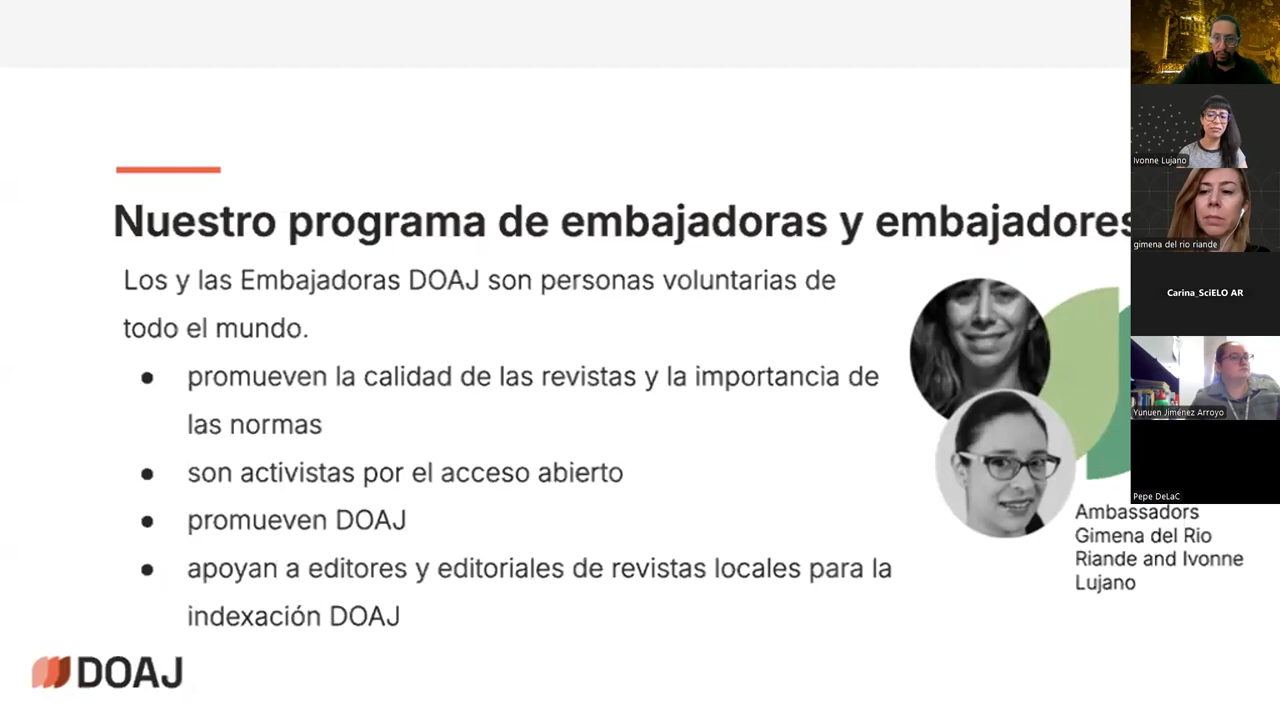 Nuestro programa de embajadoras y embajadores
Los y las Embajadoras DOAJ son personas voluntarias de
todo el mundo.
● promueven la calidad de las revistas y la importancia de
las normas
● son activistas por el acceso abierto
● promueven DOAJ
● apoyan a editores y editoriales de revistas locales para la
indexación DOAJ
Ambassadors
Gimena del Rio
Riande and Ivonne
Lujano
DOAJ
Ivonne Lujano
gimena del rio riande
Carina_SciELO AR
Yunuen Jiménez Arroyo
Pepe DeLaC